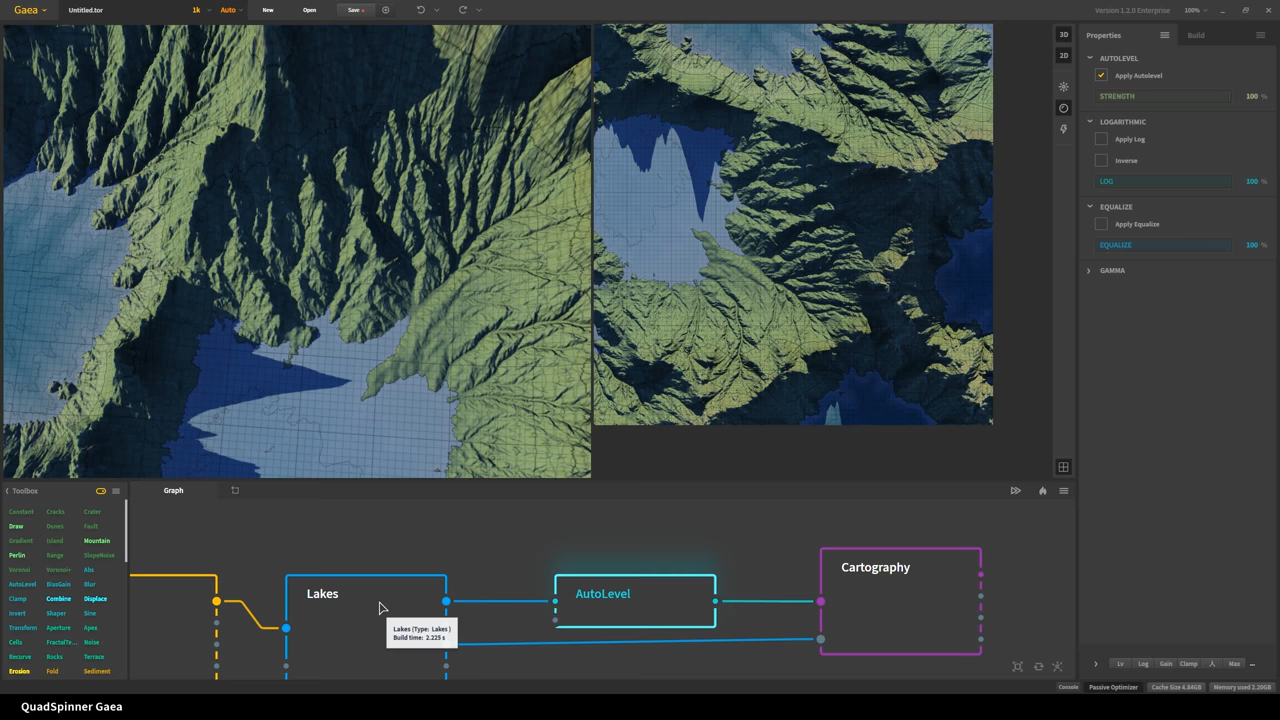 Gaea
Untitled.tor
1k
Auto
New
Open
Save
Version 1.2.0 Enterprise
100%
3D
2D
Properties
Build
AUTOLEVEL
Apply Autolevel
STRENGTH 100 %
LOGARITHMIC
Apply Log
Inverse
LOG 100 %
EQUALIZE
Apply Equalize
EQUALIZE 100 %
GAMMA
Toolbox
Constant Cracks Crater
Draw Dunes Fault
Gradient Island Mountain
Perlin Range SlopeNoise
Voronoi Voronoi+ Abs
AutoLevel BiasGain Blur
Clamp Combine Displace
Invert Shaper Sine
Transform Aperture Apex
Cells FractalTe... Noise
Recurve Rocks Terrace
Erosion Fold Sediment
Graph
Lakes
Lakes (Type: Lakes )
Build time: 2.225 s
AutoLevel
Cartography
Lv Log Gain Clamp Max ...
Console Passive Optimizer Cache Size 4.84GB Memory used 2.20GB
QuadSpinner Gaea